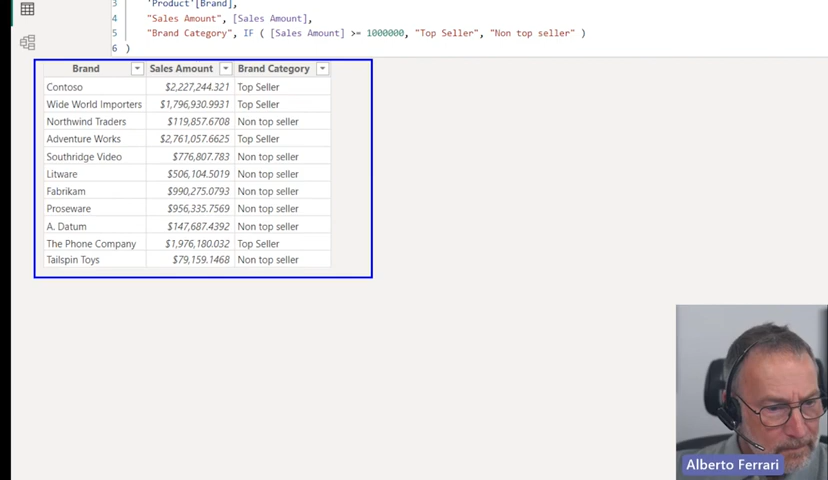 3 'Product'[Brand],
4 "Sales Amount", [Sales Amount],
5 "Brand Category", IF ( [Sales Amount] >= 1000000, "Top Seller", "Non top seller" )
6 )
Brand Sales Amount Brand Category
Contoso $2,227,244.321 Top Seller
Wide World Importers $1,796,930.9931 Top Seller
Northwind Traders $119,857.6708 Non top seller
Adventure Works $2,761,057.6625 Top Seller
Southridge Video $776,807.783 Non top seller
Litware $506,104.5019 Non top seller
Fabrikam $990,275.0793 Non top seller
Proseware $956,335.7569 Non top seller
A. Datum $147,687.4392 Non top seller
The Phone Company $1,976,180.032 Top Seller
Tailspin Toys $79,159.1468 Non top seller
Alberto Ferrari